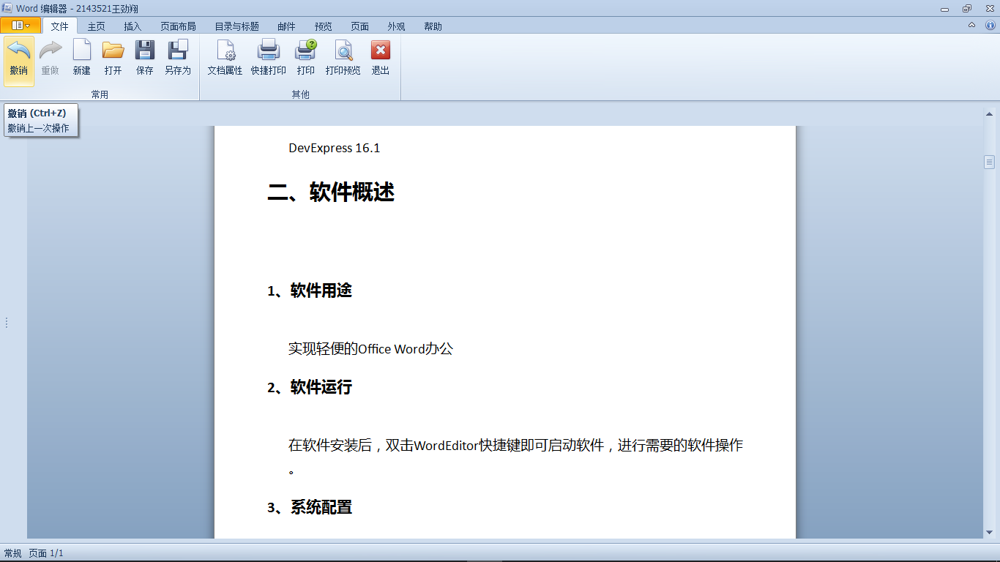 Word 编辑器 - 2143521王劲翔
文件 主页 插入 页面布局 目录与标题 邮件 预览 页面 外观 帮助
撤销 重做 新建 打开 保存 另存为 文档属性 快捷打印 打印 打印预览 退出
常用 其他
撤销 (Ctrl+Z)
撤销上一次操作
DevExpress 16.1
二、软件概述
1、软件用途
实现轻便的Office Word办公
2、软件运行
在软件安装后，双击WordEditor快捷键即可启动软件，进行需要的软件操作
。
3、系统配置
常规 页面 1/1